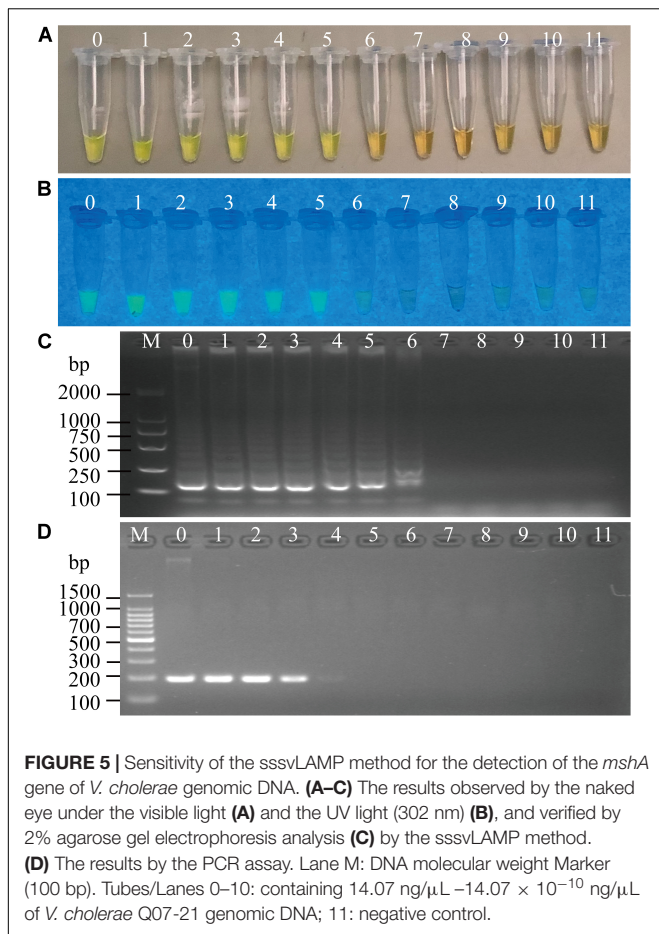 A
0 1 2 3 4 5 6 7 8 9 10 11
B
0 1 2 3 4 5 6 7 8 9 10 11
C
M 0 1 2 3 4 5 6 7 8 9 10 11
bp
2000
1000
750
500
250
100
D
M 0 1 2 3 4 5 6 7 8 9 10 11
bp
1500
1000
700
500
300
200
100
FIGURE 5 | Sensitivity of the sssvLAMP method for the detection of the mshA
gene of V. cholerae genomic DNA. (A–C) The results observed by the naked
eye under the visible light (A) and the UV light (302 nm) (B), and verified by
2% agarose gel electrophoresis analysis (C) by the sssvLAMP method.
(D) The results by the PCR assay. Lane M: DNA molecular weight Marker
(100 bp). Tubes/Lanes 0–10: containing 14.07 ng/μL –14.07 × 10⁻¹⁰ ng/μL
of V. cholerae Q07-21 genomic DNA; 11: negative control.